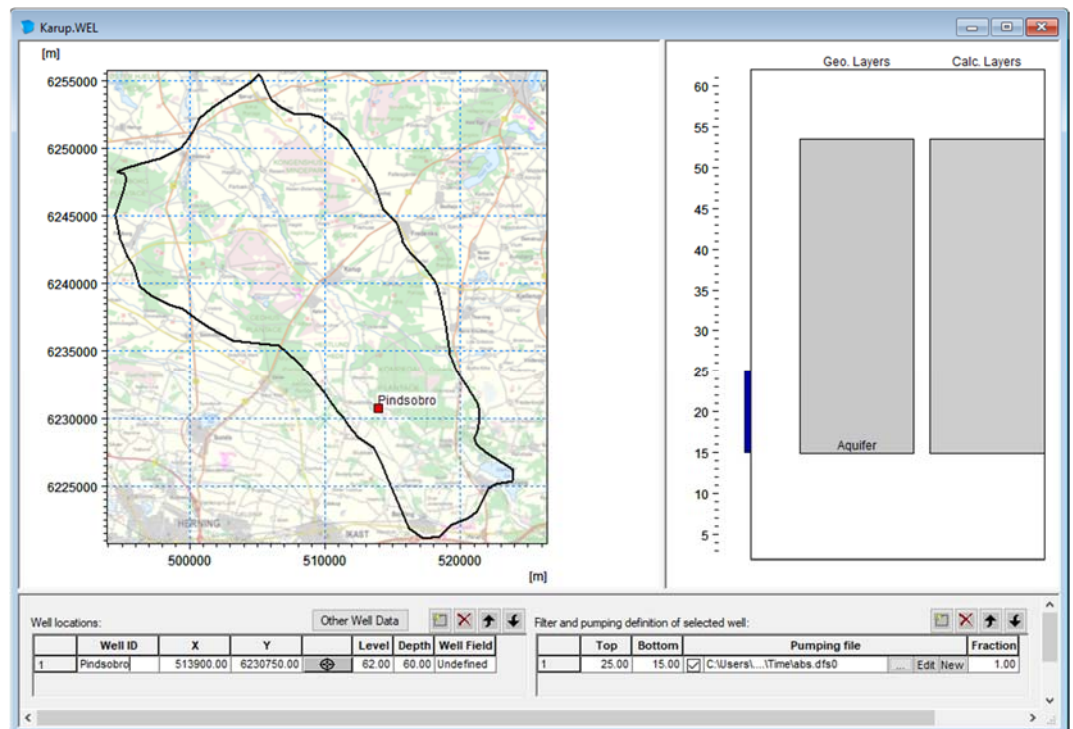 Karup.WEL
[m]
6255000
6250000
6245000
6240000
6235000
6230000
6225000
Karup
Pindsobro
HERNING
IKAST
500000 510000 520000
[m]
Geo. Layers Calc. Layers
60
55
50
45
40
35
30
25
20
15
10
5
Aquifer
Well locations: Other Well Data
Well ID X Y Level Depth Well Field
1 Pindsobro 513900.00 6230750.00 62.00 60.00 Undefined
Filter and pumping definition of selected well:
Top Bottom Pumping file Fraction
1 25.00 15.00 C:\Users\....\Time\abs.dfs0 ... Edit New 1.00